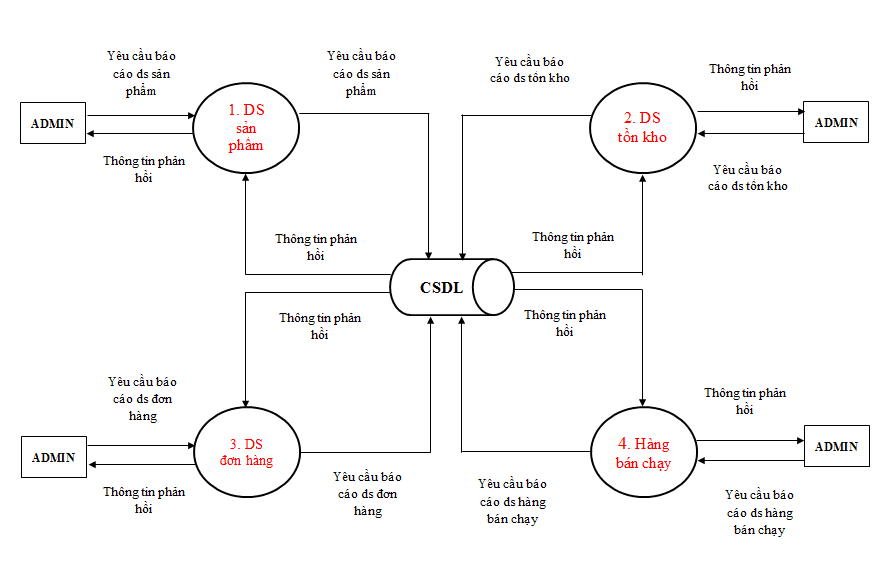 Yêu cầu báo
cáo ds sản
phẩm
Yêu cầu báo
cáo ds sản
phẩm
ADMIN
1. DS
sản
phẩm
Thông tin phản
hồi
Thông tin phản
hồi
Yêu cầu báo
cáo ds tồn kho
Thông tin phản
hồi
2. DS
tồn kho
ADMIN
Yêu cầu báo
cáo ds tồn kho
Thông tin phản
hồi
CSDL
Thông tin phản
hồi
Thông tin phản
hồi
Yêu cầu báo
cáo ds đơn
hàng
ADMIN
3. DS
đơn hàng
Thông tin phản
hồi
Yêu cầu báo
cáo ds đơn
hàng
Thông tin phản
hồi
4. Hàng
bán chạy
ADMIN
Yêu cầu báo
cáo ds hàng
bán chạy
Yêu cầu báo
cáo ds hàng
bán chạy